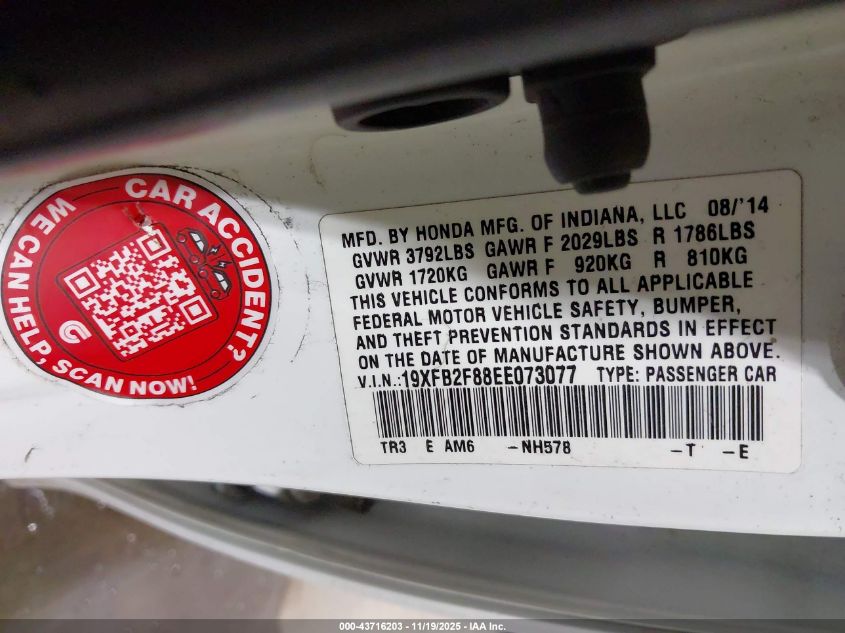 CAR ACCIDENT?
WE CAN HELP, SCAN NOW!
G
MFD. BY HONDA MFG. OF INDIANA, LLC 08/'14
GVWR 3792LBS GAWR F 2029LBS R 1786LBS
GVWR 1720KG GAWR F 920KG R 810KG
THIS VEHICLE CONFORMS TO ALL APPLICABLE
FEDERAL MOTOR VEHICLE SAFETY, BUMPER,
AND THEFT PREVENTION STANDARDS IN EFFECT
ON THE DATE OF MANUFACTURE SHOWN ABOVE.
V.I.N.:19XFB2F88EE073077 TYPE: PASSENGER CAR
TR3 E AM6 -NH578 -T -E
000-43716203 - 11/19/2025 - IAA Inc.